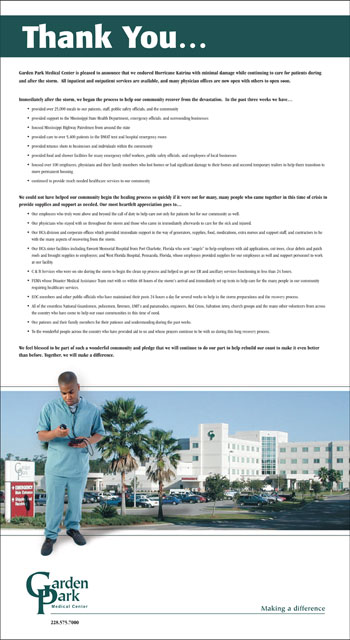 Thank You...
Garden Park Medical Center is pleased to announce that we endured Hurricane Katrina with minimal damage while continuing to care for patients during
and after the storm. All inpatient and outpatient services are available, and many physician offices are now open with others to open soon.
Immediately after the storm, we began the process to help our community recover from the devastation. In the past three weeks we have...
• provided over 25,000 meals to our patients, staff, public safety officials, and the community
• provided support to the Mississippi State Health Department, emergency officials, and surrounding businesses
• housed Mississippi Highway Patrolmen from around the state
• provided care to over patients in the DMAT tent and hospital emergency room
• provided tetanus shots to businesses and individuals within the community
• provided food and shelter facilities for many emergency relief workers, public safety officials, and employees of local businesses
• housed over 100 employees, physicians and their family members who lost homes or had significant damage to their homes and secured temporary trailers to help them transition to
more permanent housing
• continued to provide much needed healthcare services to our community
We could not have helped our community begin the healing process so quickly if it were not for many, many people who came together in this time of crisis to
provide supplies and support as needed. Our most heartfelt appreciation goes to...
• Our employees who truly went above and beyond the call of duty to help care not only for patients but for our community as well.
• Our physicians who stayed with us throughout the storm and those who came in immediately afterwards to care for the sick and injured.
• Our HCA division and corporate offices which provided immediate support in the way of generators, supplies, food, medications, extra nurses and support staff, and contractors to fix
with the many aspects of recovering from the storm.
• Our HCA sister facilities including Fawcett Memorial Hospital from Port Charlotte, Florida who sent "angels" to help employees with aid applications, cut trees, clear debris and patch
roofs and brought supplies to employees; and West Florida Hospital, Pensacola, Florida, whose employees provided supplies for our employees as well and support personnel to work
at our facility.
• C & B Services who were on site during the storm to begin the clean up process and helped us get our ER and ancillary services functioning in less than 24 hours.
• FEMA whose Disaster Medical Assistance Team met with us within 48 hours of the storm's arrival and immediately set up tents to help care for the many people in our community
requiring healthcare services.
• EOC members and other public officials who have maintained their posts 24 hours a day for several weeks to help in the storm preparations and the recovery process.
• All of the countless National Guardsmen, policemen, firemen, EMT's and paramedics, engineers, Red Cross, Salvation Army, church groups and the many other volunteers from across
the country who have come to help our coast communities in this time of need.
• Our patients and their family members for their patience and understanding during the past weeks.
• To the wonderful people across the country who have provided aid to us and whose prayers continue to be with us during this long recovery process.
We feel blessed to be part of such a wonderful community and pledge that we will continue to do our part to help rebuild our coast to make it even better
than before. Together, we will make a difference.
GARDEN PARK
EMERGENCY
Garden
Park
Medical Center
Making a difference
228.575.7000